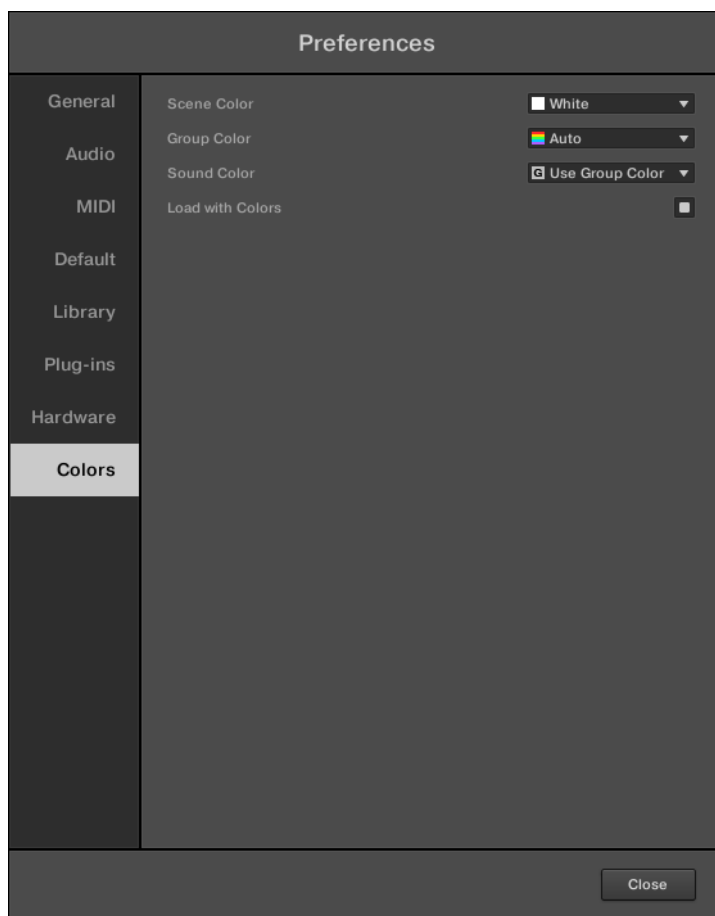 Preferences
General
Audio
MIDI
Default
Library
Plug-ins
Hardware
Colors
Scene Color White
Group Color Auto
Sound Color G Use Group Color
Load with Colors
Close